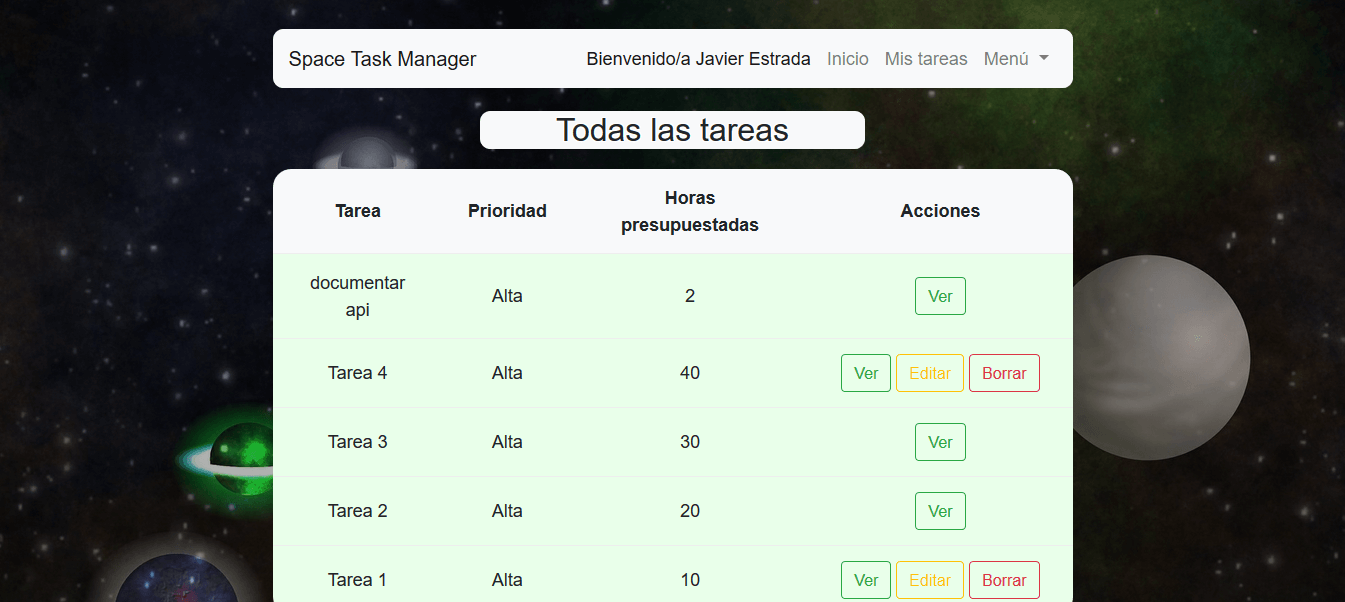 Space Task Manager Bienvenido/a Javier Estrada Inicio Mis tareas Menú
Todas las tareas
Tarea Prioridad Horas presupuestadas Acciones
documentar api Alta 2 Ver
Tarea 4 Alta 40 Ver Editar Borrar
Tarea 3 Alta 30 Ver
Tarea 2 Alta 20 Ver
Tarea 1 Alta 10 Ver Editar Borrar